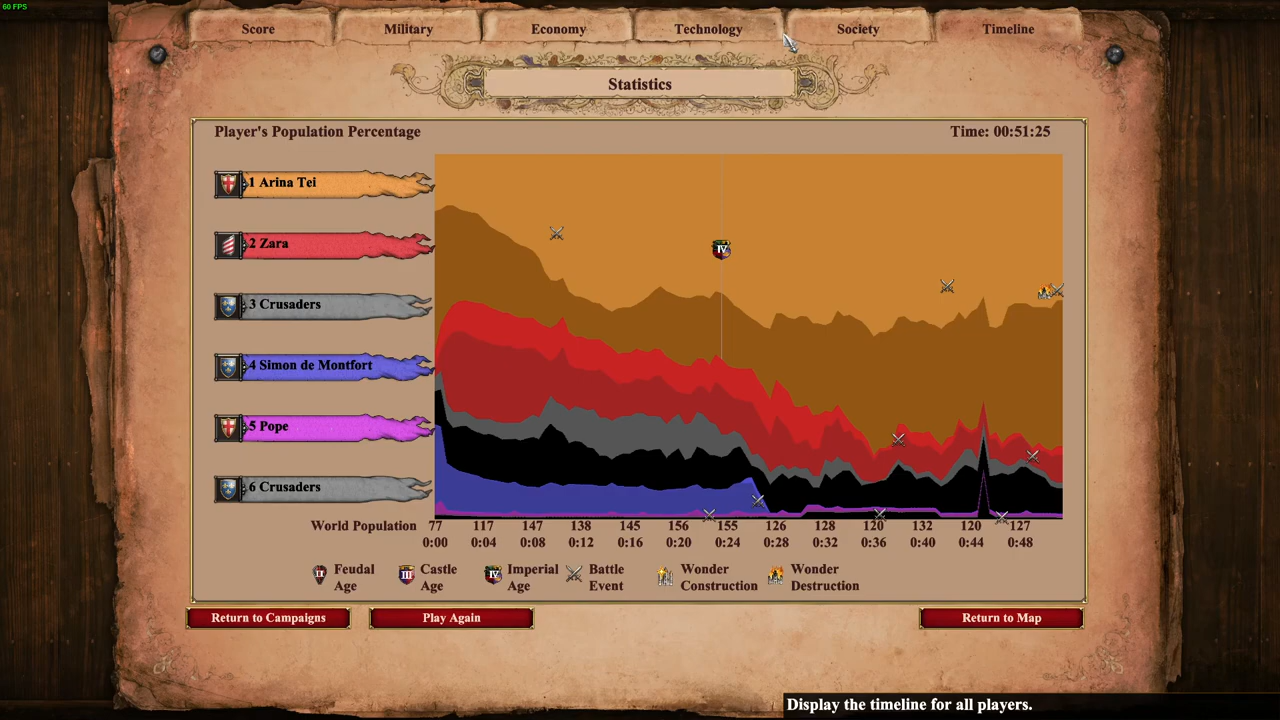 60 FPS
Score Military Economy Technology Society Timeline
Statistics
Player's Population Percentage Time: 00:51:25
1 Arina Tei
2 Zara
3 Crusaders
4 Simon de Montfort
5 Pope
6 Crusaders
World Population 77 117 147 138 145 156 155 126 128 120 132 120 127
0:00 0:04 0:08 0:12 0:16 0:20 0:24 0:28 0:32 0:36 0:40 0:44 0:48
II Feudal Age
III Castle Age
IV Imperial Age
Battle Event
Wonder Construction
Wonder Destruction
IV
Return to Campaigns Play Again Return to Map
Display the timeline for all players.